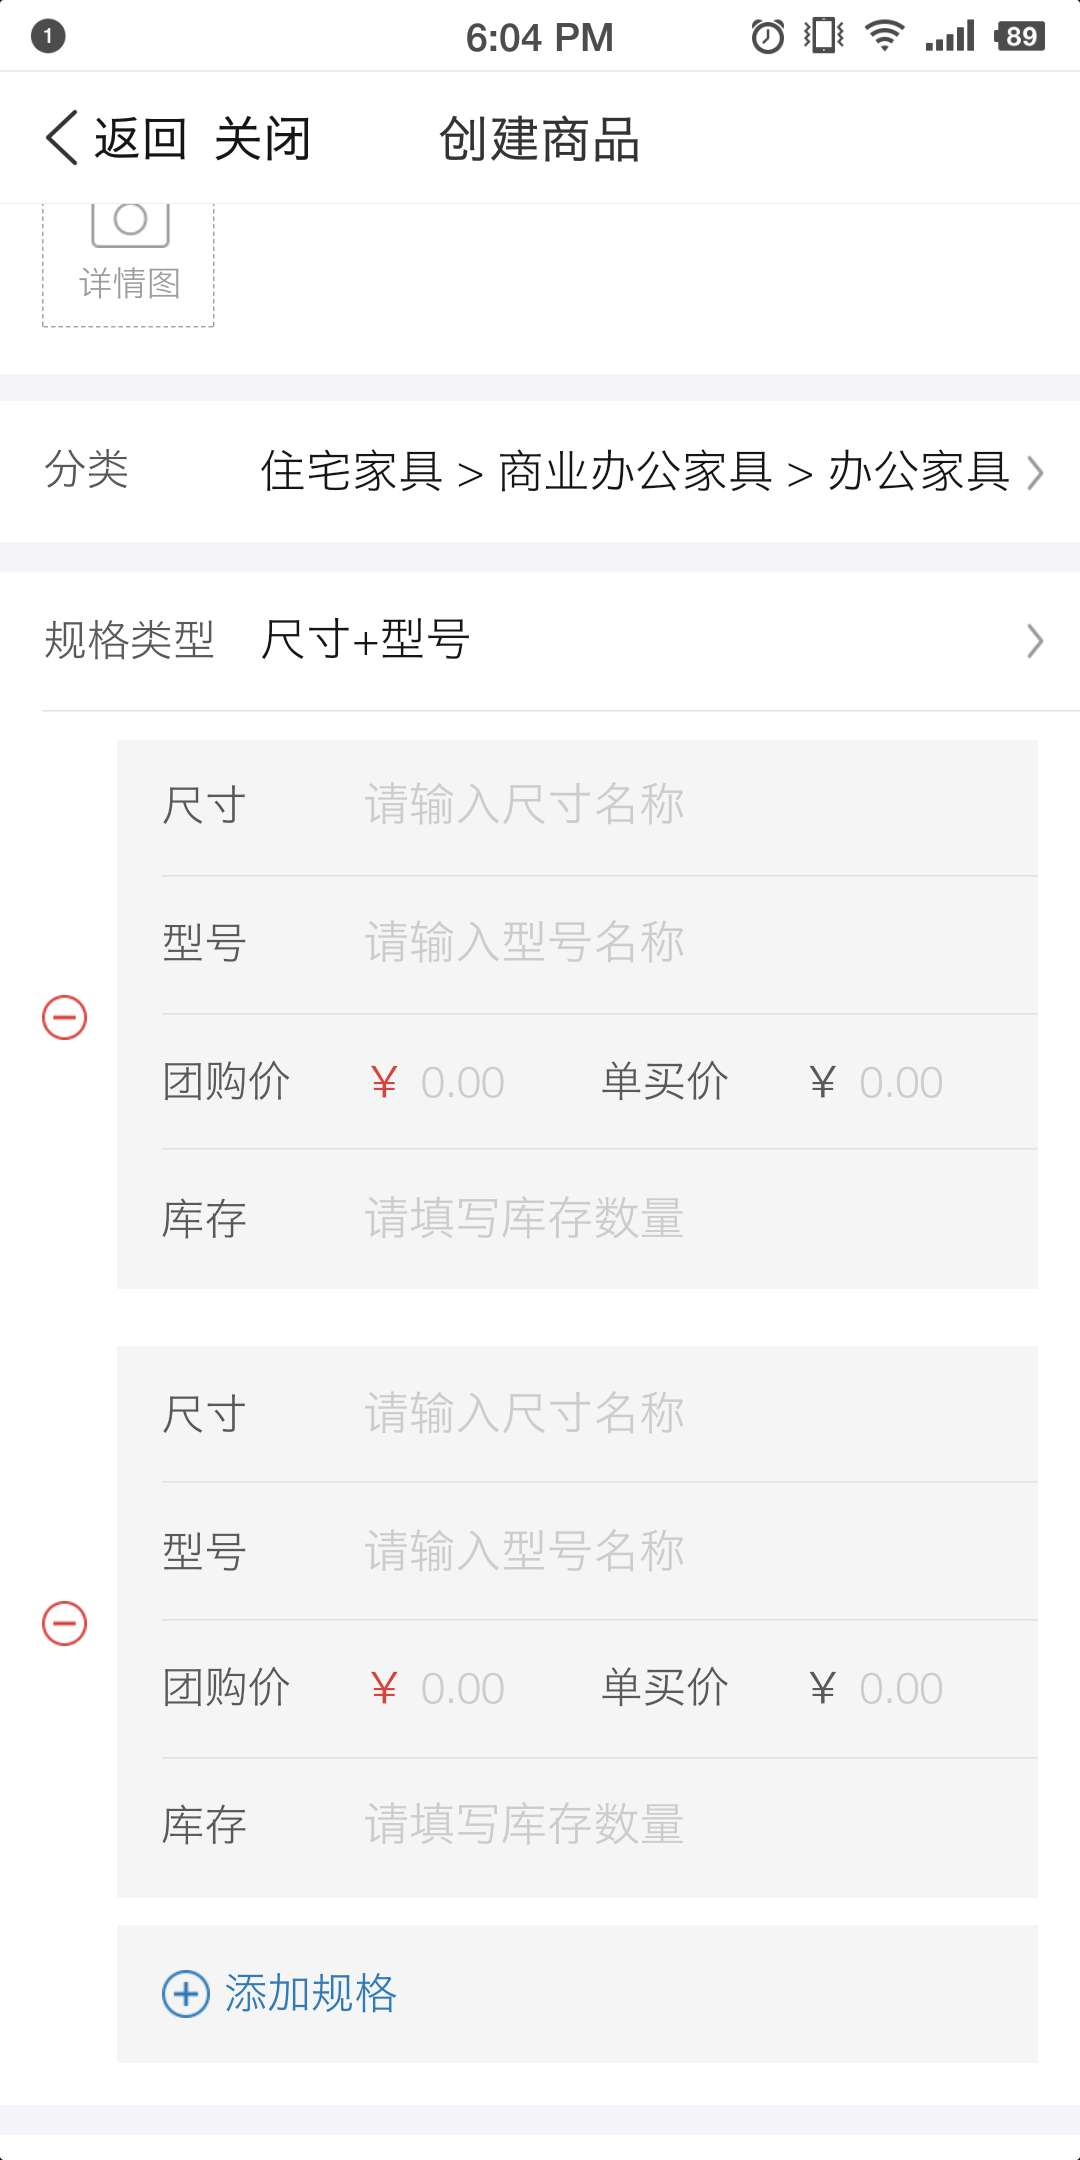 1 6:04 PM 89
返回 关闭 创建商品
详情图
分类 住宅家具 > 商业办公家具 > 办公家具
规格类型 尺寸+型号
尺寸 请输入尺寸名称
型号 请输入型号名称
团购价 ¥ 0.00 单买价 ¥ 0.00
库存 请填写库存数量
尺寸 请输入尺寸名称
型号 请输入型号名称
团购价 ¥ 0.00 单买价 ¥ 0.00
库存 请填写库存数量
添加规格